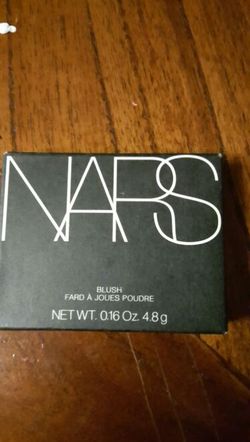 NARS
BLUSH
FARD À JOUES POUDRE
NET WT. 0.16 Oz. 4.8 g